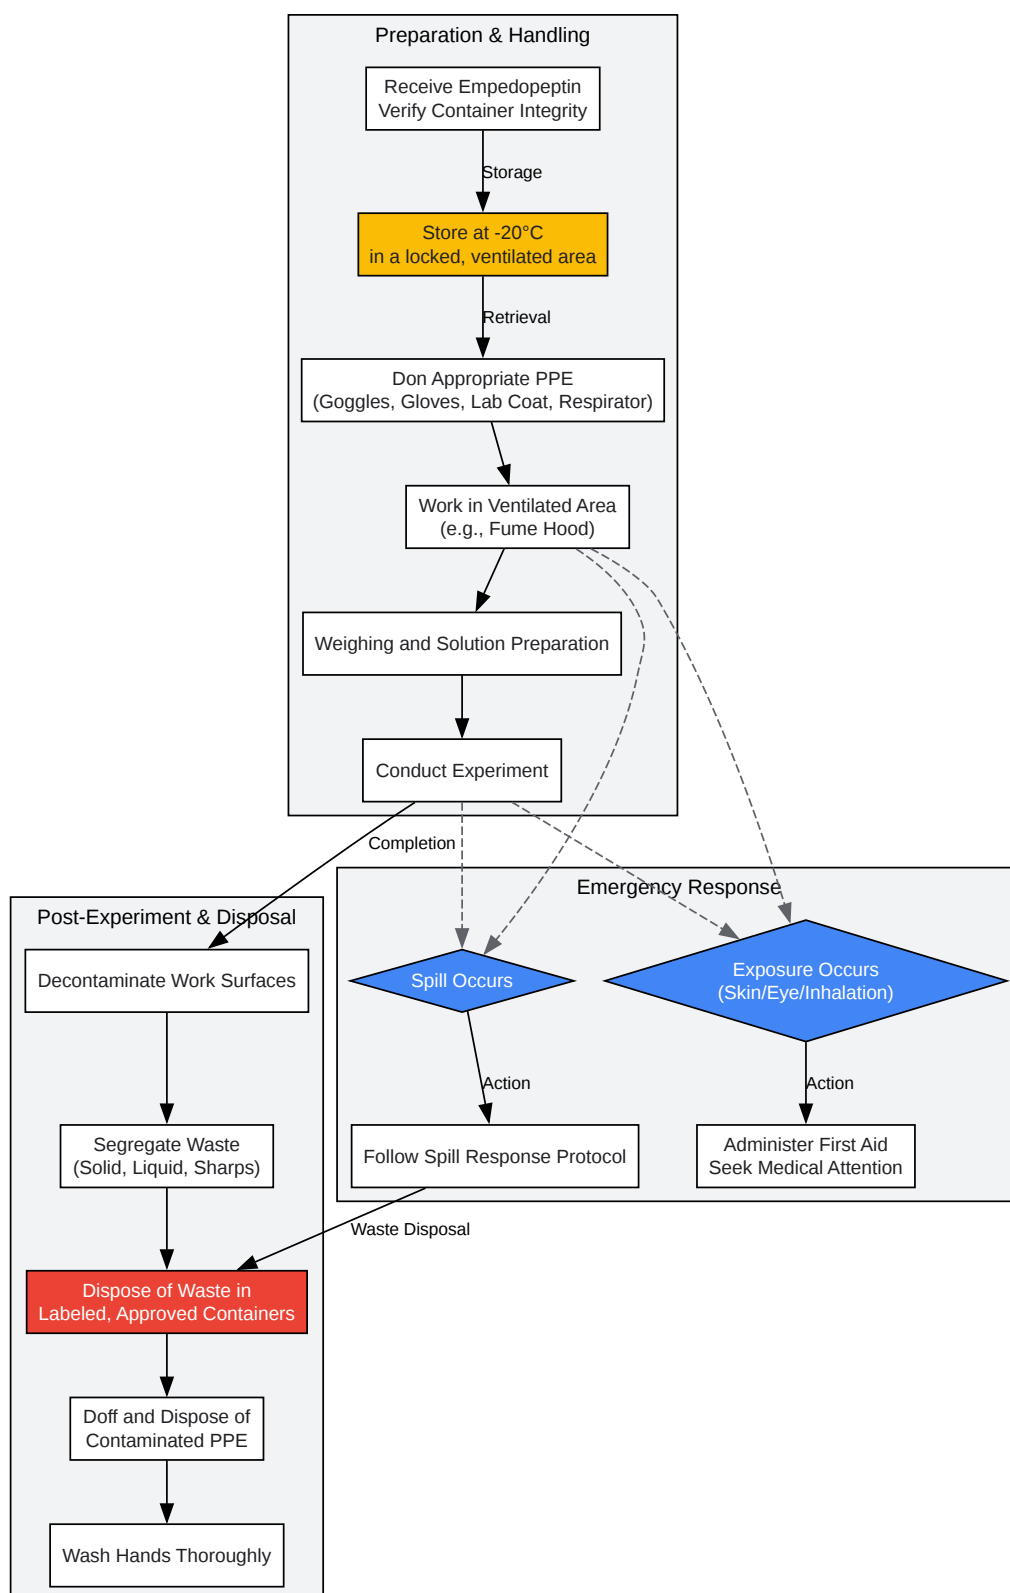 Preparation & Handling
Receive Empedopeptin
Verify Container Integrity
Storage
Store at -20°C
in a locked, ventilated area
Retrieval
Don Appropriate PPE
(Goggles, Gloves, Lab Coat, Respirator)
Work in Ventilated Area
(e.g., Fume Hood)
Weighing and Solution Preparation
Conduct Experiment
Completion
Emergency Response
Post-Experiment & Disposal
Decontaminate Work Surfaces
Spill Occurs
Exposure Occurs
(Skin/Eye/Inhalation)
Action
Action
Segregate Waste
(Solid, Liquid, Sharps)
Follow Spill Response Protocol
Administer First Aid
Seek Medical Attention
Waste Disposal
Dispose of Waste in
Labeled, Approved Containers
Doff and Dispose of
Contaminated PPE
Wash Hands Thoroughly